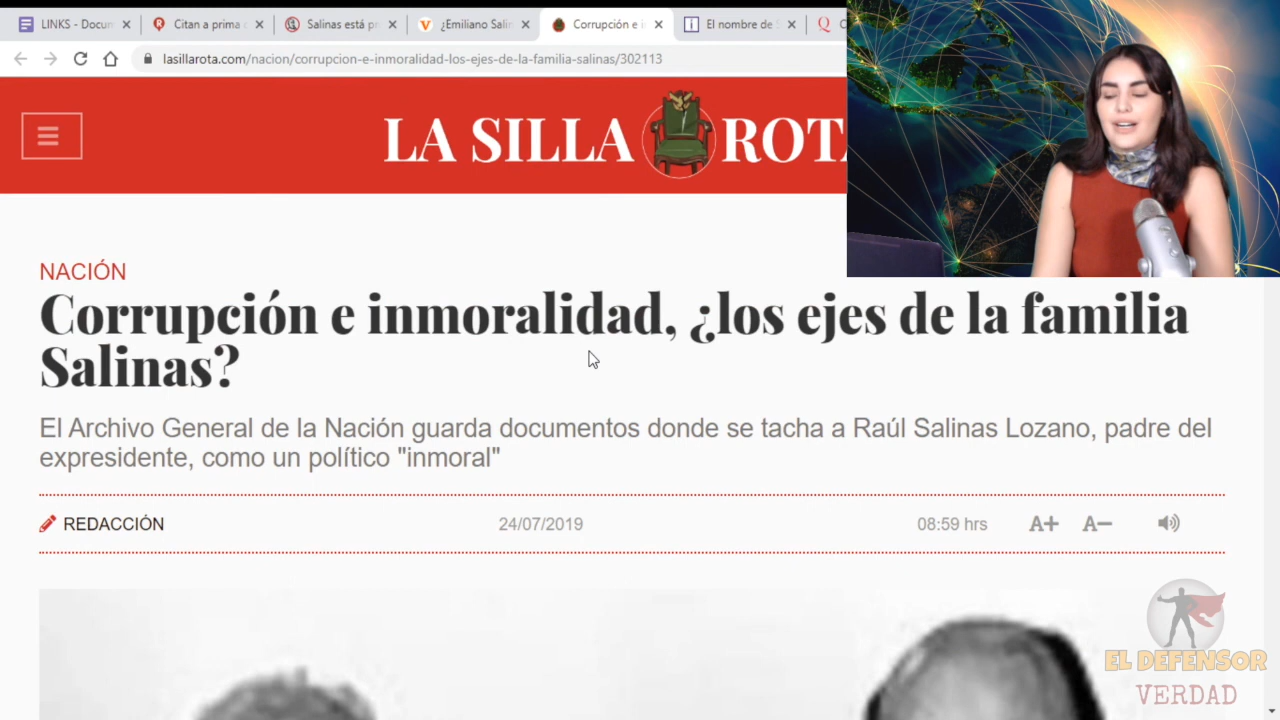 LINKS - Docun
Citan a prima
Salinas está p
¿Emiliano Salin
Corrupción e i
El nombre de
lasillarota.com/nacion/corrupcion-e-inmoralidad-los-ejes-de-la-familia-salinas/302113
LA SILLA ROTA
NACIÓN
Corrupción e inmoralidad, ¿los ejes de la familia
Salinas?
El Archivo General de la Nación guarda documentos donde se tacha a Raúl Salinas Lozano, padre del
expresidente, como un político "inmoral"
REDACCIÓN
24/07/2019
08:59 hrs
A+
A-
EL DEFENSOR
VERDAD